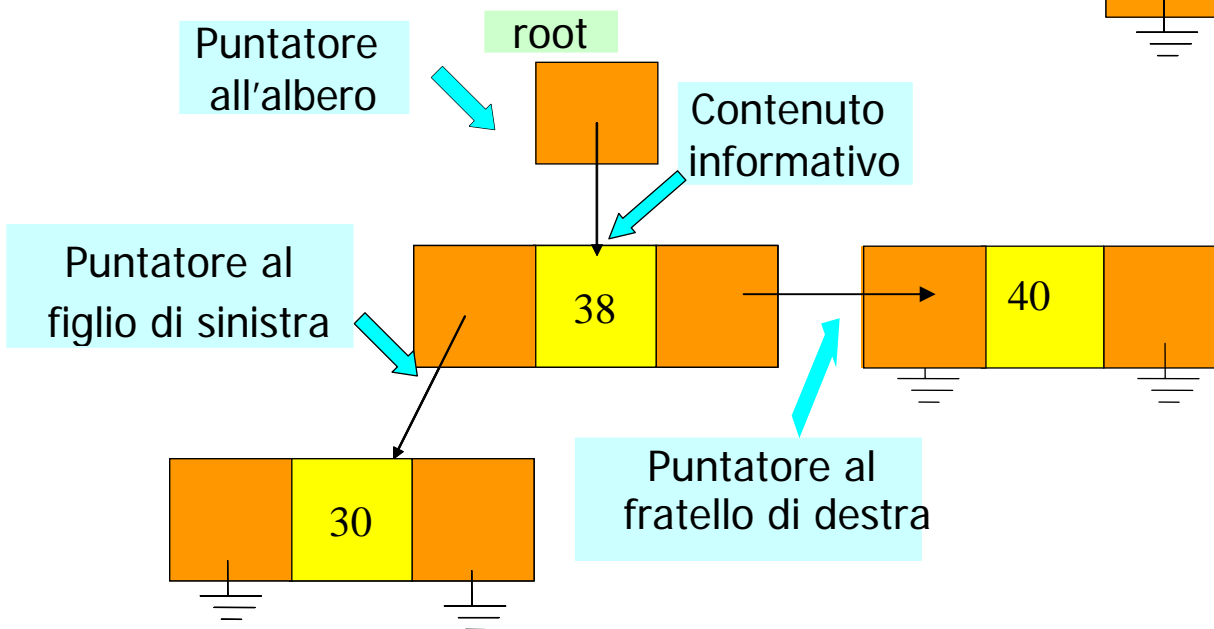 root
Puntatore
all'albero
Contenuto
informativo
Puntatore al
figlio di sinistra
38
40
Puntatore al
fratello di destra
30